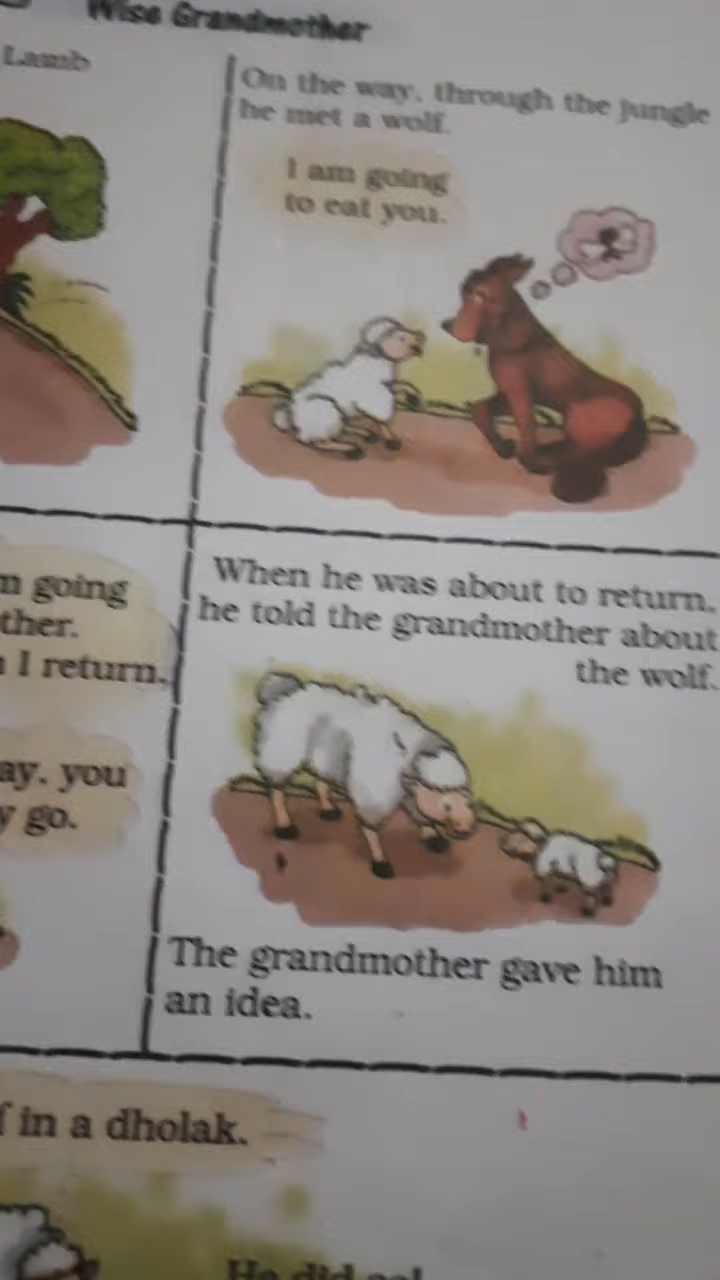 Wise Grandmother
Lamb
On the way, through the jungle
he met a wolf.
I am going
to eat you.
going
ther.
I return.
ay, you
go.
When he was about to return,
he told the grandmother about
the wolf.
The grandmother gave him
an idea.
f in a dholak.
He did